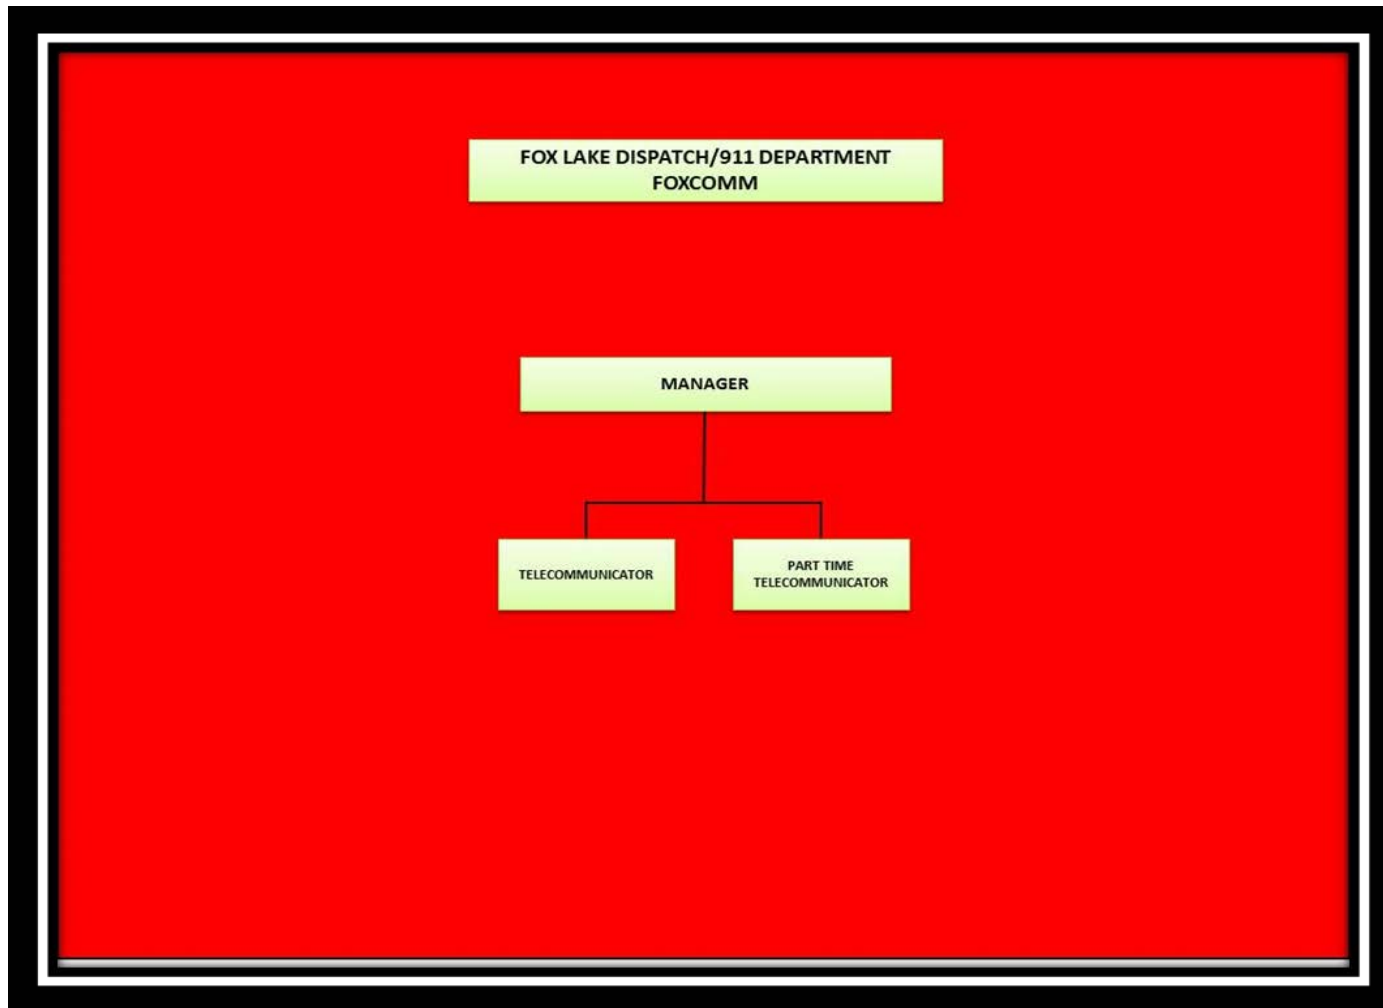 FOX LAKE DISPATCH/911 DEPARTMENT
FOXCOMM
MANAGER
TELECOMMUNICATOR
PART TIME
TELECOMMUNICATOR